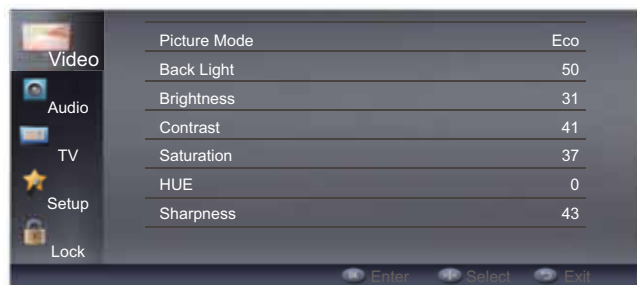 Video
Audio
TV
Setup
Lock
Picture Mode Eco
Back Light 50
Brightness 31
Contrast 41
Saturation 37
HUE 0
Sharpness 43
Enter Select Exit